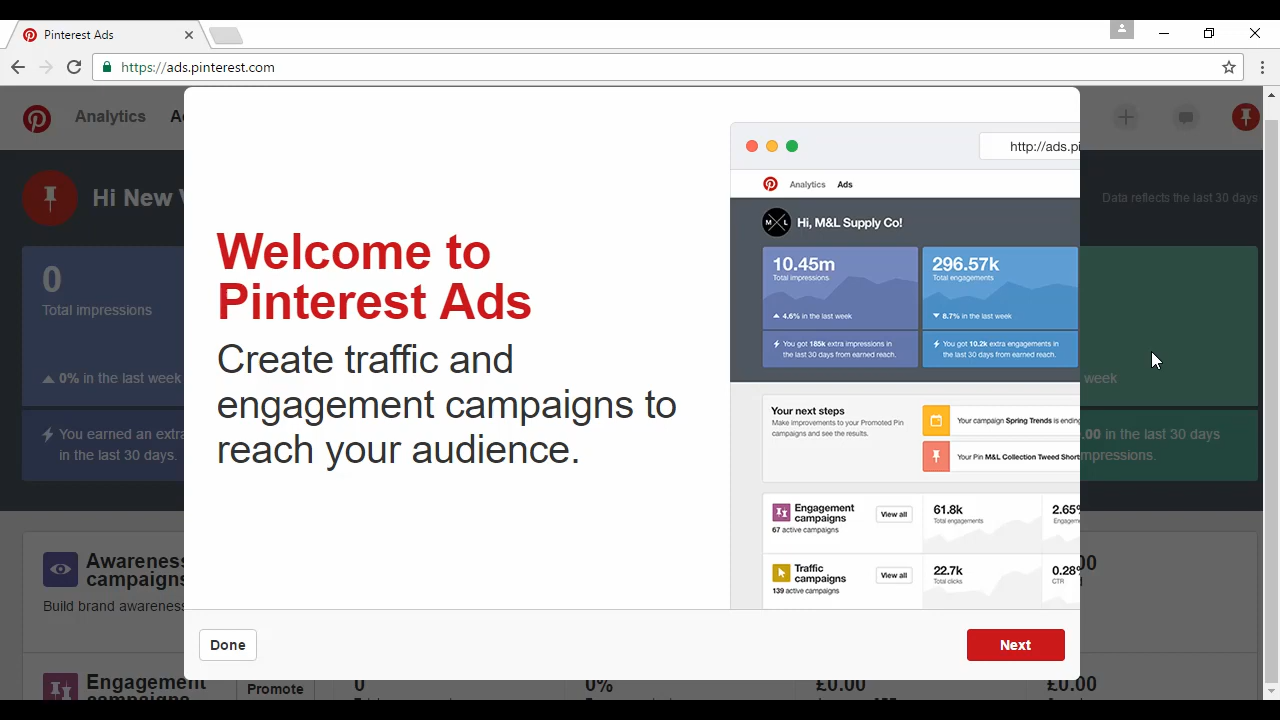 Pinterest Ads
https://ads.pinterest.com
Analytics
Hi New
Data reflects the last 30 days
0
Total impressions
0% in the last week
You earned an extra
in the last 30 days.
week
.00 in the last 30 days
mpressions.
Awareness
campaigns
Build brand awareness
Engagement
campaigns
Promote
0
0%
£0.00
£0.00
Welcome to
Pinterest Ads
Create traffic and
engagement campaigns to
reach your audience.
http://ads.pi
Analytics Ads
M L
Hi, M&L Supply Co!
10.45m
Total impressions
4.6% in the last week
You got 185k extra impressions in
the last 30 days from earned reach.
296.57k
Total engagements
8.7% in the last week
You got 10.2k extra engagements in
the last 30 days from earned reach.
Your next steps
Make improvements to your Promoted Pin
campaigns and see the results.
Your campaign Spring Trends is ending
Your Pin M&L Collection Tweed Short
Engagement
campaigns
67 active campaigns
View all
61.8k
Total engagements
2.65%
Engagem
Traffic
campaigns
139 active campaigns
View all
22.7k
Total clicks
0.28%
CTR
Done
Next